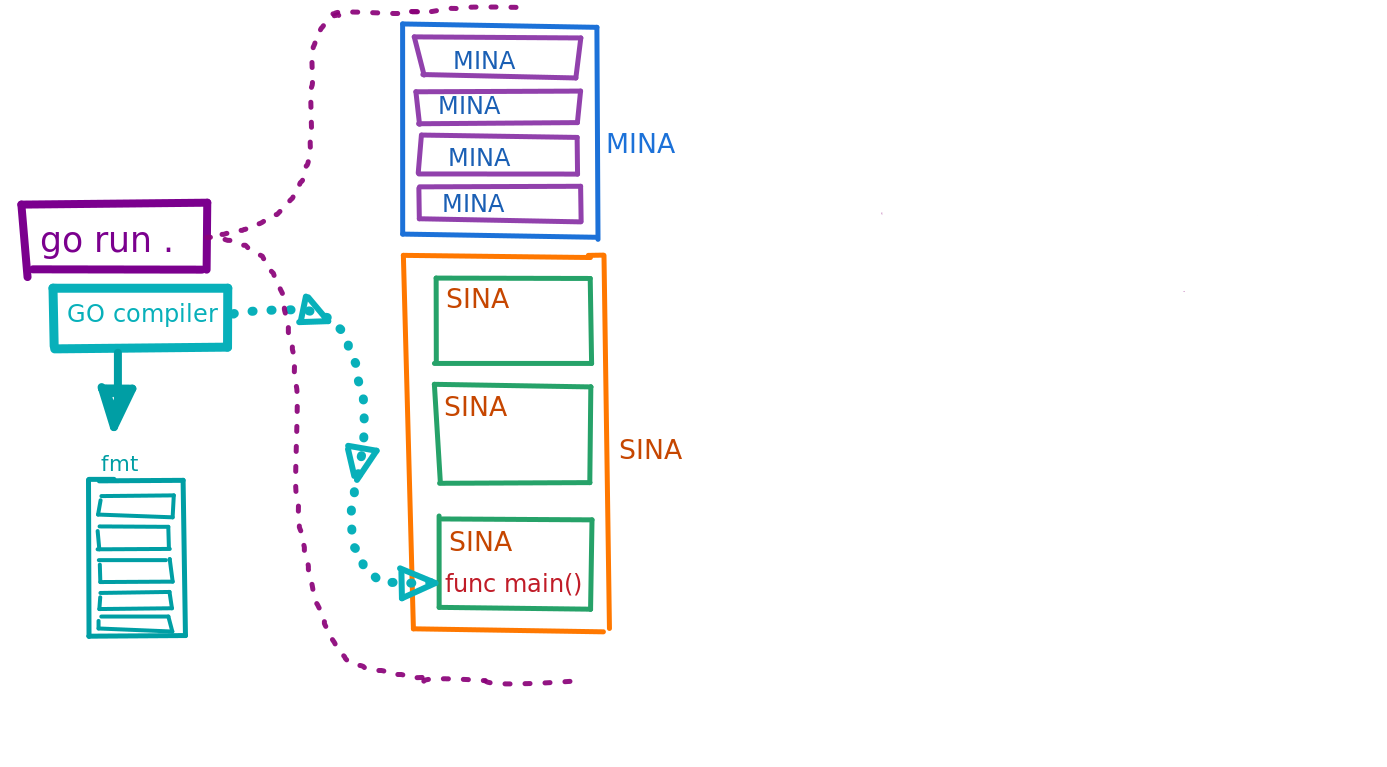 MINA
MINA
MINA
MINA
MINA
go run .
GO compiler
fmt
SINA
SINA
SINA
SINA
func main()